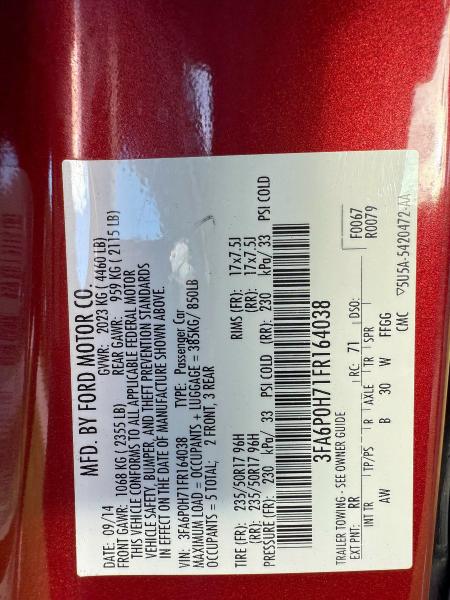 MFD. BY FORD MOTOR CO.
DATE: 09/14 GVWR: 2023 KG ( 4460 LB)
FRONT GAWR: 1068 KG ( 2355 LB) REAR GAWR: 959 KG ( 2115 LB)
THIS VEHICLE CONFORMS TO ALL APPLICABLE FEDERAL MOTOR
VEHICLE SAFETY, BUMPER, AND THEFT PREVENTION STANDARDS
IN EFFECT ON THE DATE OF MANUFACTURE SHOWN ABOVE.
VIN: 3FA6P0H71FR164038 TYPE: Passenger Car
MAXIMUM LOAD = OCCUPANTS + LUGGAGE = 385KG/ 850LB
OCCUPANTS = 5 TOTAL; 2 FRONT, 3 REAR
TIRE (FR): 235/50R17 96H RIMS (FR): 17x7.5J
(RR): 235/50R17 96H (RR): 17x7.5J
PRESSURE (FR): 230 kPa/ 33 PSI COLD (RR): 230 kPa/ 33 PSI COLD
3FA6P0H71FR164038
TRAILER TOWING - SEE OWNER GUIDE F0067
EXT PNT: RR RC: 71 DSO: R0079
INT TR TP/PS R AXLE TR SPR
AW B 30 W FFGG
CMC ▽5U5A-5420472-AA